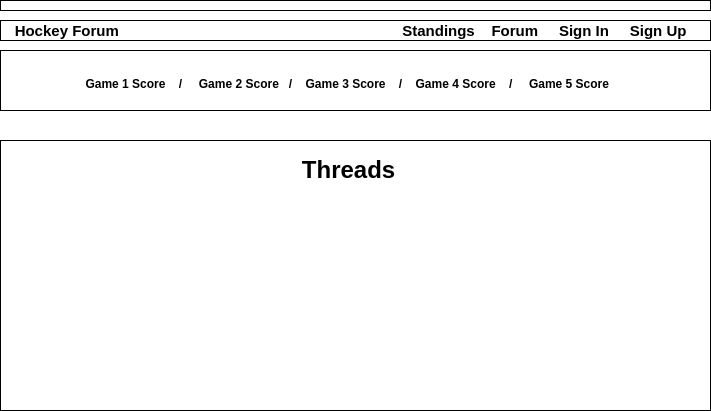 Hockey Forum Standings Forum Sign In Sign Up
Game 1 Score / Game 2 Score / Game 3 Score / Game 4 Score / Game 5 Score
Threads